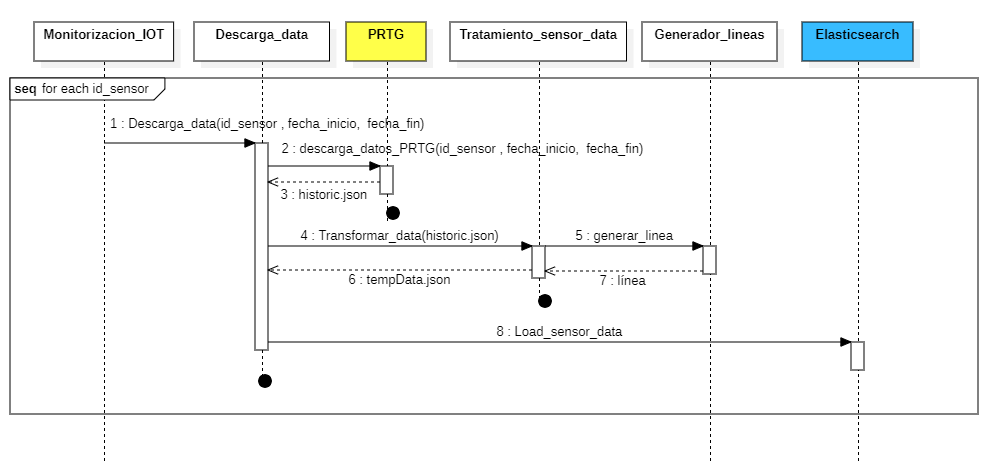 Monitorizacion_IOT
Descarga_data
PRTG
Tratamiento_sensor_data
Generador_lineas
Elasticsearch
seq for each id_sensor
1 : Descarga_data(id_sensor , fecha_inicio,  fecha_fin)
2 : descarga_datos_PRTG(id_sensor , fecha_inicio,  fecha_fin)
3 : historic.json
4 : Transformar_data(historic.json)
5 : generar_linea
6 : tempData.json
7 : línea
8 : Load_sensor_data